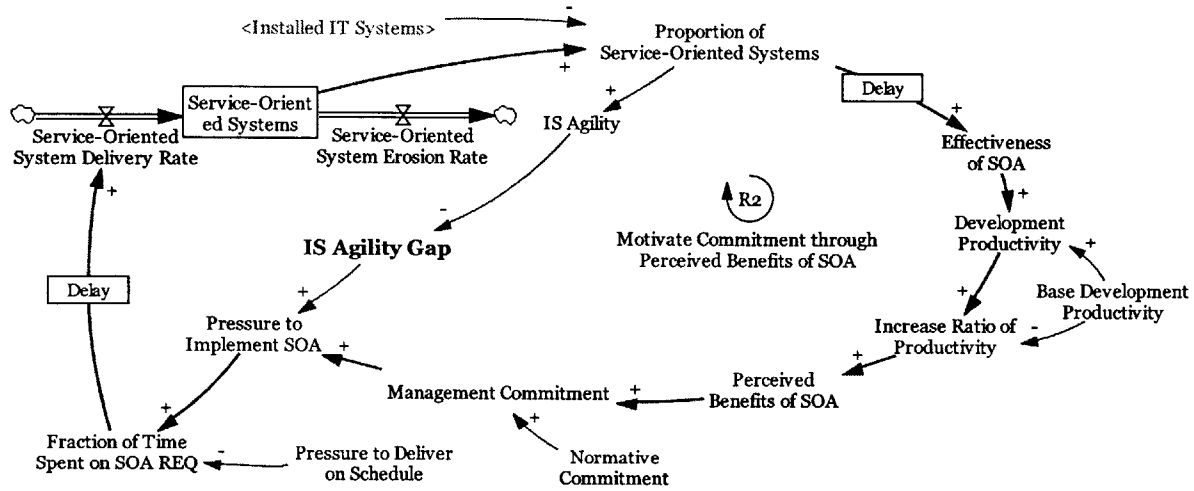 <Installed IT Systems>
-
Proportion of
Service-Oriented Systems
+
Service-Orient
ed Systems
Delay
+
IS Agility
+
Service-Oriented
System Delivery Rate
Service-Oriented
System Erosion Rate
Effectiveness
of SOA
+
+
-
R2
IS Agility Gap
Motivate Commitment through
Perceived Benefits of SOA
Development
Productivity
+
Delay
+
+
Base Development
Productivity
Pressure to
Implement SOA
+
Increase Ratio of
Productivity
-
+
Management Commitment
+
Perceived
Benefits of SOA
+
+
Fraction of Time
Spent on SOA REQ
-
Pressure to Deliver
on Schedule
Normative
Commitment